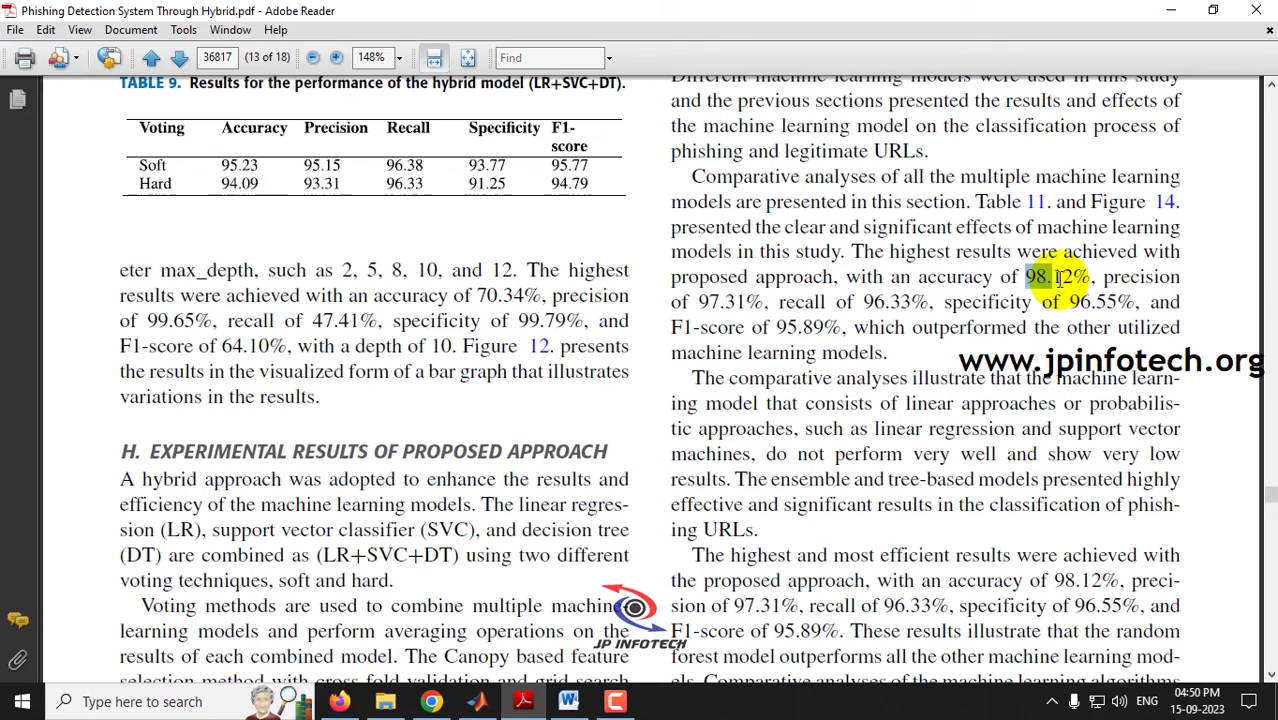 Phishing Detection System Through Hybrid.pdf - Adobe Reader
File Edit View Document Tools Window Help
36817 (13 of 18) 148% Find
TABLE 9. Results for the performance of the hybrid model (LR+SVC+DT).
Voting Accuracy Precision Recall Specificity F1-
score
Soft 95.23 95.15 96.38 93.77 95.77
Hard 94.09 93.31 96.33 91.25 94.79
eter max_depth, such as 2, 5, 8, 10, and 12. The highest
results were achieved with an accuracy of 70.34%, precision
of 99.65%, recall of 47.41%, specificity of 99.79%, and
F1-score of 64.10%, with a depth of 10. Figure 12. presents
the results in the visualized form of a bar graph that illustrates
variations in the results.
H. EXPERIMENTAL RESULTS OF PROPOSED APPROACH
A hybrid approach was adopted to enhance the results and
efficiency of the machine learning models. The linear regres-
sion (LR), support vector classifier (SVC), and decision tree
(DT) are combined as (LR+SVC+DT) using two different
voting techniques, soft and hard.
Voting methods are used to combine multiple machine
learning models and perform averaging operations on the
results of each combined model. The Canopy based feature
selection method with cross fold validation and grid search
Different machine learning models were used in this study
and the previous sections presented the results and effects of
the machine learning model on the classification process of
phishing and legitimate URLs.
Comparative analyses of all the multiple machine learning
models are presented in this section. Table 11. and Figure 14.
presented the clear and significant effects of machine learning
models in this study. The highest results were achieved with
proposed approach, with an accuracy of 98.12%, precision
of 97.31%, recall of 96.33%, specificity of 96.55%, and
F1-score of 95.89%, which outperformed the other utilized
machine learning models.
www.jpinfotech.org
The comparative analyses illustrate that the machine learn-
ing model that consists of linear approaches or probabilis-
tic approaches, such as linear regression and support vector
machines, do not perform very well and show very low
results. The ensemble and tree-based models presented highly
effective and significant results in the classification of phish-
ing URLs.
The highest and most efficient results were achieved with
the proposed approach, with an accuracy of 98.12%, preci-
sion of 97.31%, recall of 96.33%, specificity of 96.55%, and
F1-score of 95.89%. These results illustrate that the random
forest model outperforms all the other machine learning mod-
els. Comparative analyses of the machine learning algorithms
JP INFOTECH
Type here to search
ENG
04:50 PM
15-09-2023